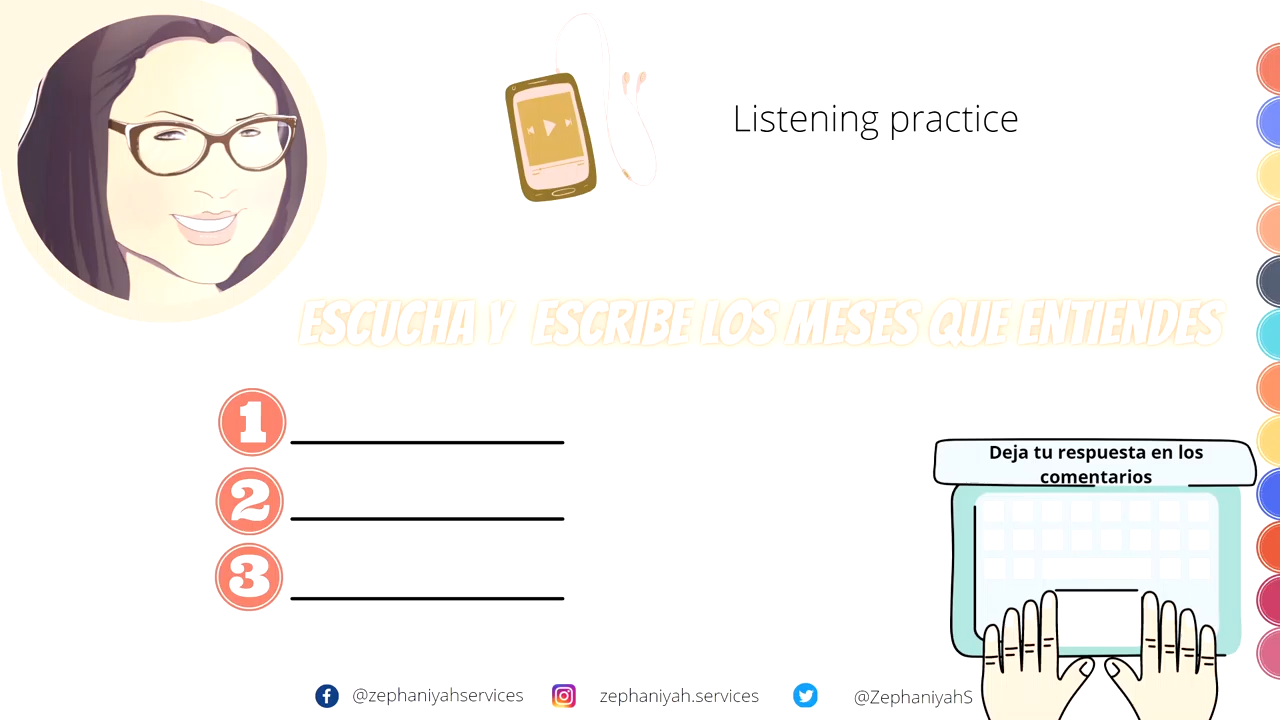 Listening practice
ESCUCHA Y ESCRIBE LOS MESES QUE ENTIENDES
1
2
3
Deja tu respuesta en los
comentarios
@zephaniyahservices
zephaniyah.services
@ZephaniyahS